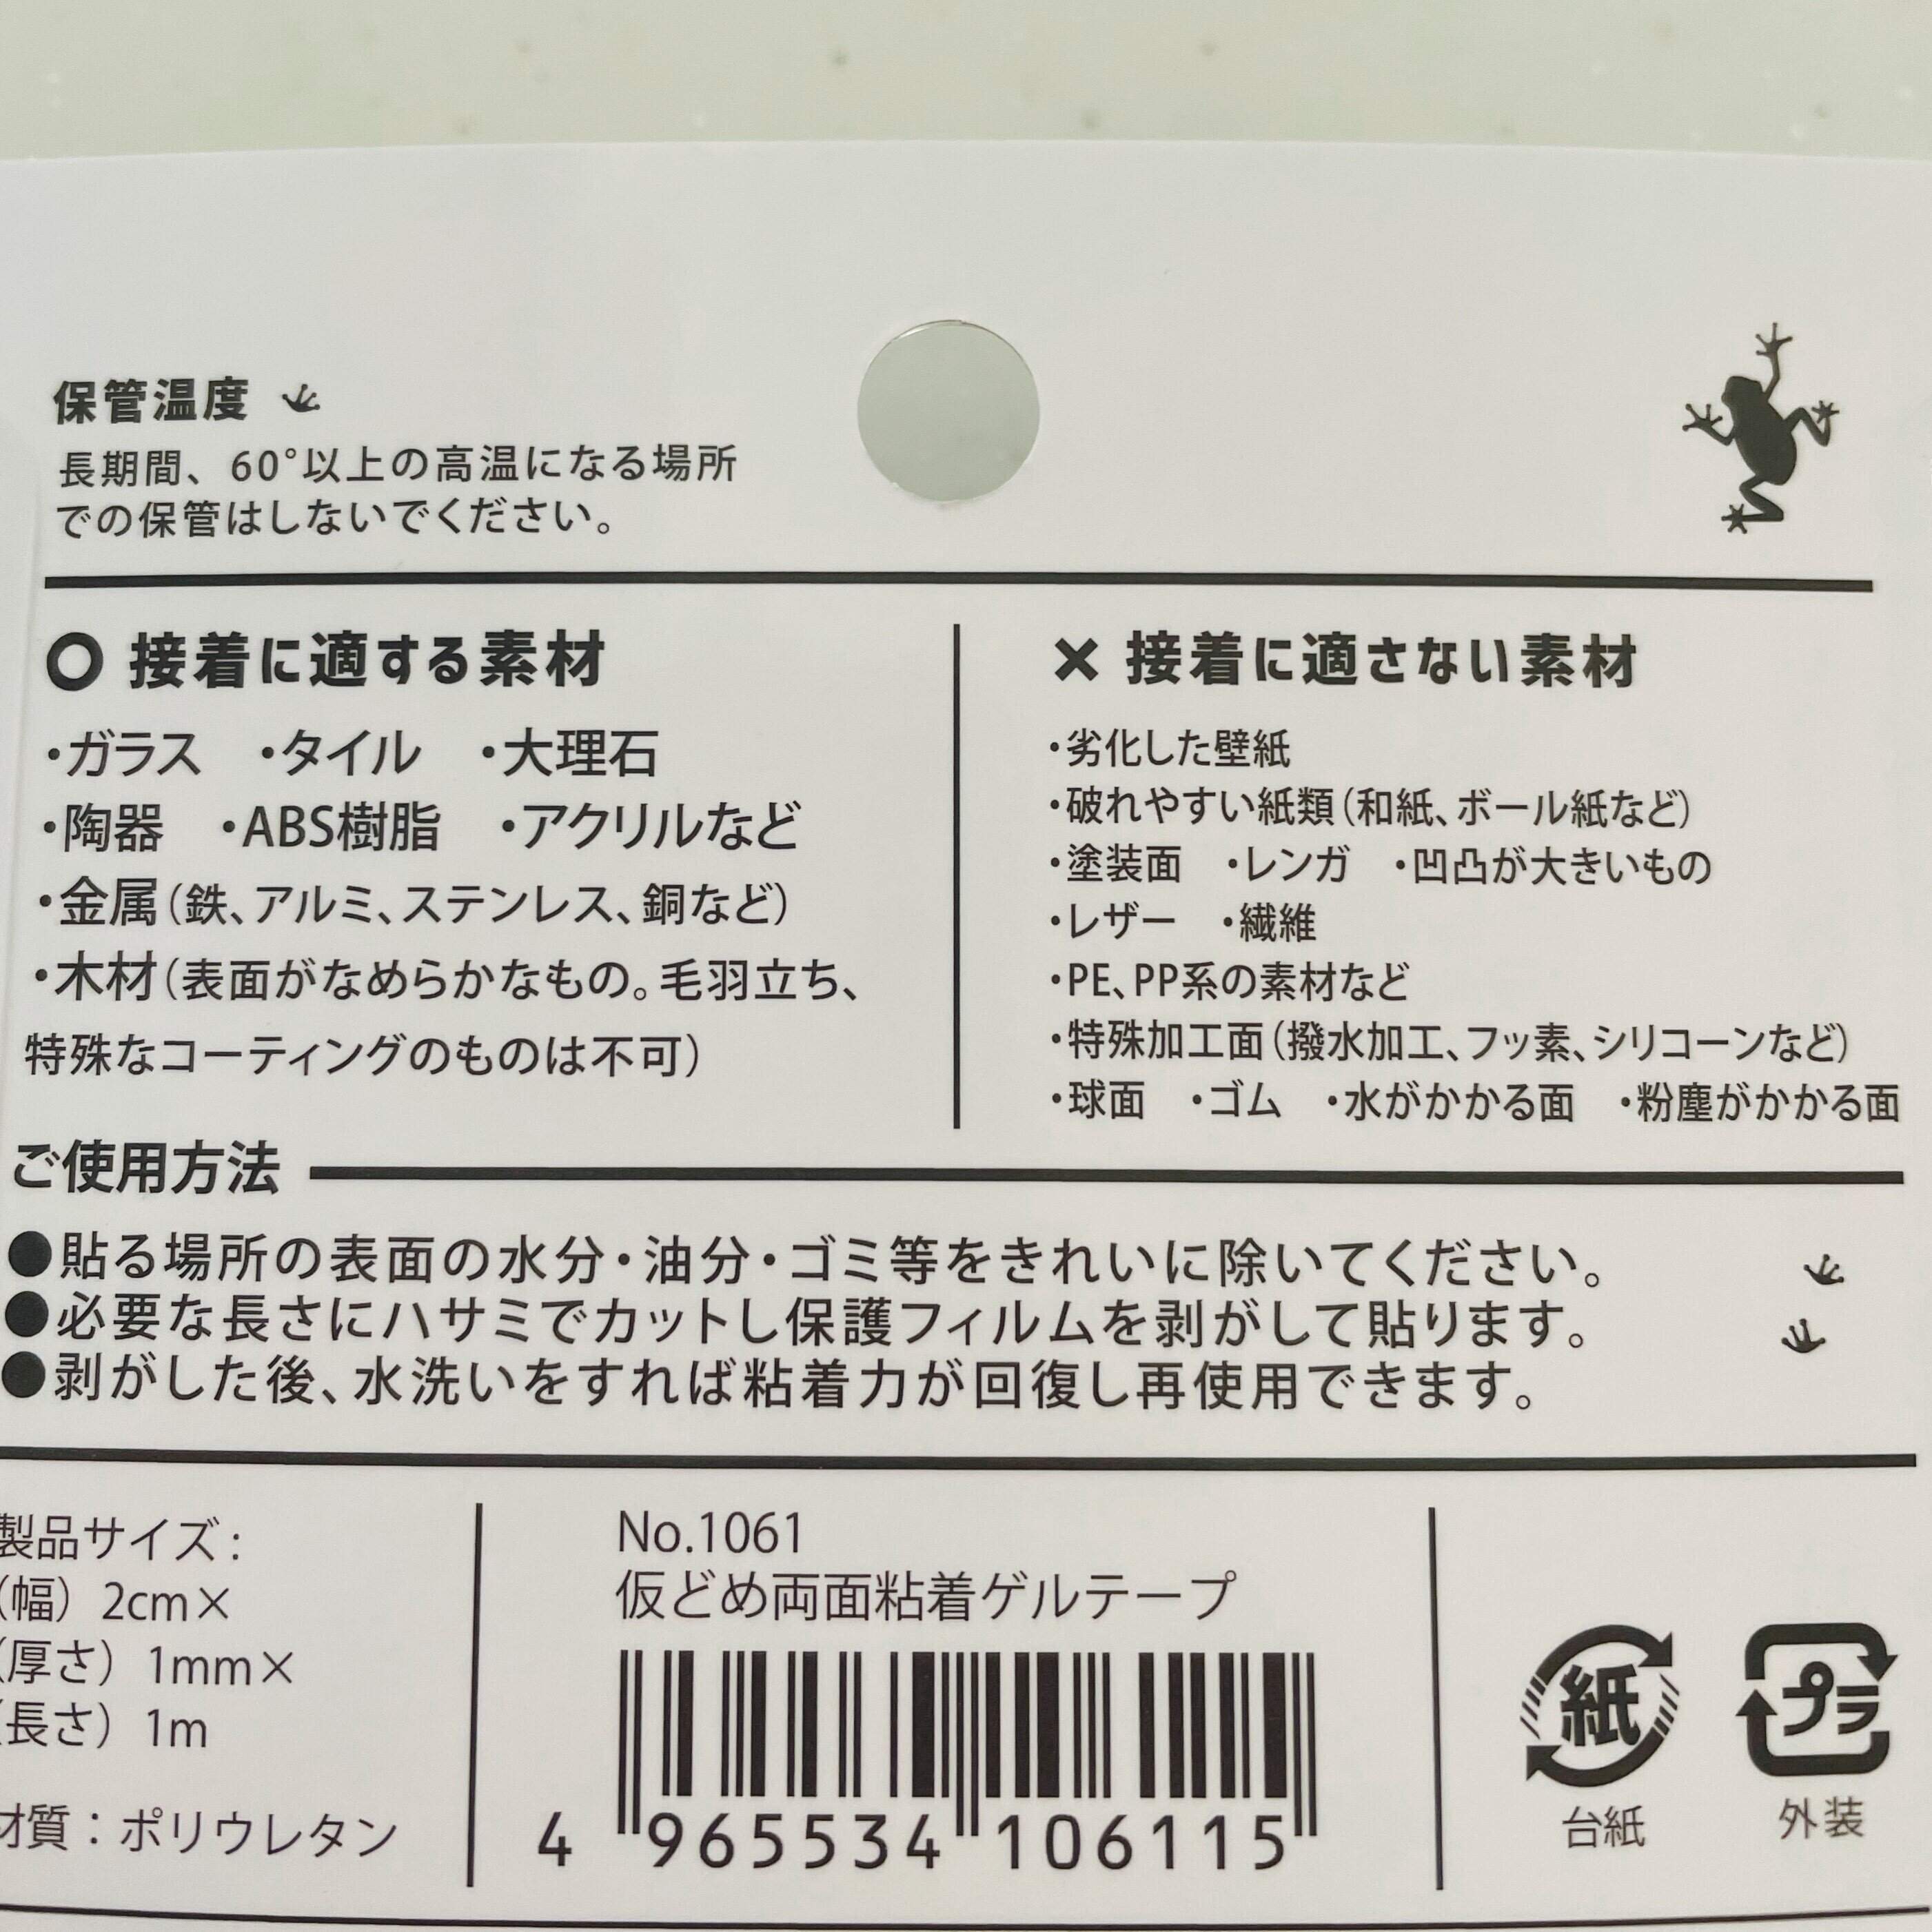 保管温度
長期間、60°以上の高温になる場所
での保管はしないでください。
○ 接着に適する素材
・ガラス ・タイル ・大理石
・陶器 ・ABS樹脂 ・アクリルなど
・金属(鉄、アルミ、ステンレス、銅など)
・木材(表面がなめらかなもの。毛羽立ち、
特殊なコーティングのものは不可)
× 接着に適さない素材
・劣化した壁紙
・破れやすい紙類(和紙、ボール紙など)
・塗装面 ・レンガ ・凹凸が大きいもの
・レザー ・繊維
・PE、PP系の素材など
・特殊加工面(撥水加工、フッ素、シリコーンなど)
・球面 ・ゴム ・水がかかる面 ・粉塵がかかる面
ご使用方法
●貼る場所の表面の水分・油分・ゴミ等をきれいに除いてください。
●必要な長さにハサミでカットし保護フィルムを剥がして貼ります。
●剥がした後、水洗いをすれば粘着力が回復し再使用できます。
製品サイズ:
(幅)2cm×
(厚さ)1mm×
(長さ)1m
材質:ポリウレタン
No.1061
仮どめ両面粘着ゲルテープ
4 965534 106115
紙
台紙
プラ
外装